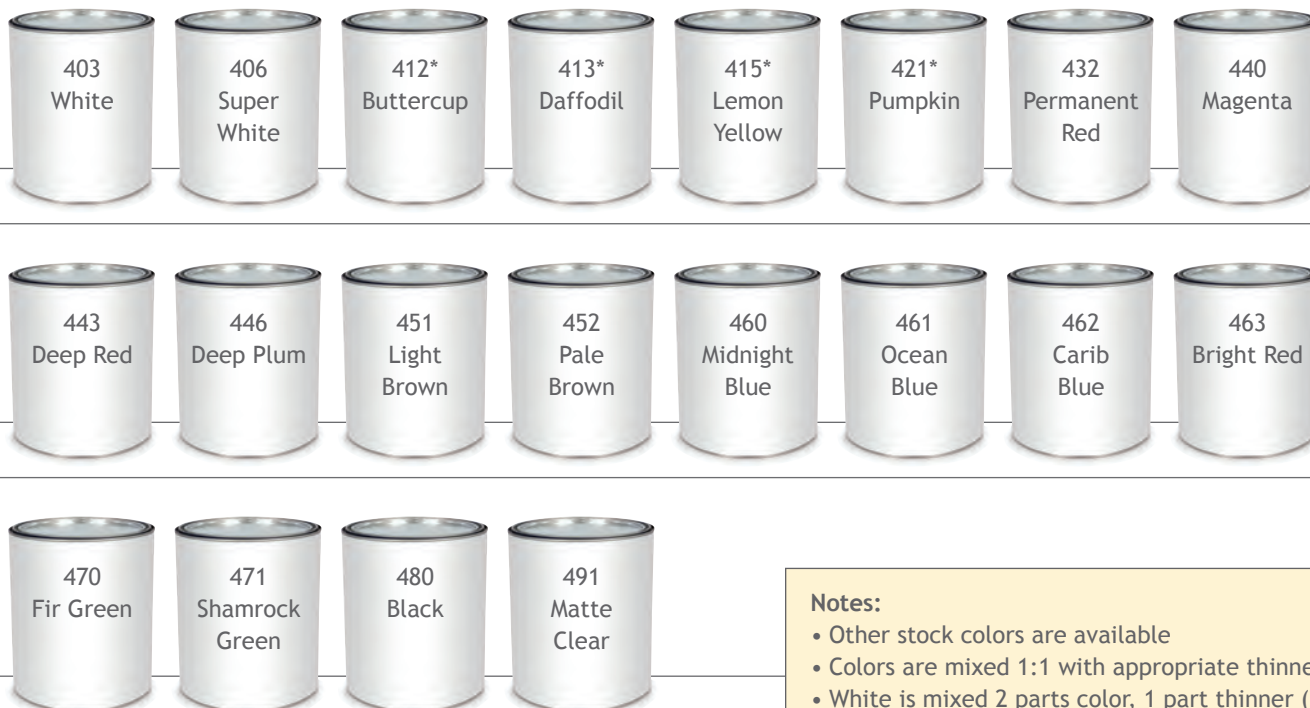 403
White
406
Super
White
412*
Buttercup
413*
Daffodil
415*
Lemon
Yellow
421*
Pumpkin
432
Permanent
Red
440
Magenta
443
Deep Red
446
Deep Plum
451
Light
Brown
452
Pale
Brown
460
Midnight
Blue
461
Ocean
Blue
462
Carib
Blue
463
Bright Red
470
Fir Green
471
Shamrock
Green
480
Black
491
Matte
Clear
Notes:
• Other stock colors are available
• Colors are mixed 1:1 with appropriate thinne
• White is mixed 2 parts color, 1 part thinner (